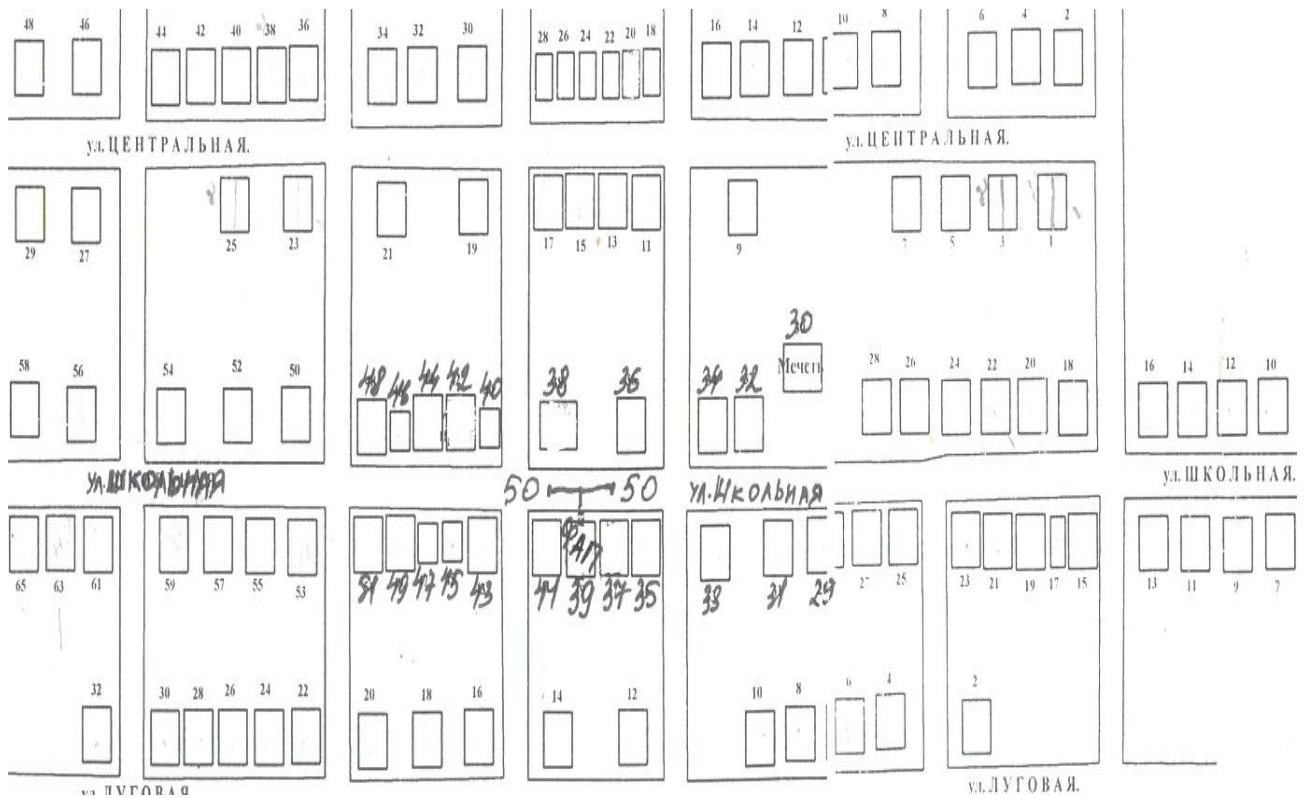 48 46 44 42 40 38 36 34 32 30 28 26 24 22 20 18 16 14 12 10 8 6 4 2
ул. ЦЕНТРАЛЬНАЯ. ул. ЦЕНТРАЛЬНАЯ.
29 27 25 23 21 19 17 15 13 11 9 7 5 3 1
30
Мечеть
58 56 54 52 50 48 46 44 42 40 38 36 34 32 28 26 24 22 20 18 16 14 12 10
ул. ШКОЛЬНАЯ 50 50 ул. ШКОЛЬНАЯ ул. ШКОЛЬНАЯ.
ФАП
65 63 61 59 57 55 53 51 49 47 45 43 41 39 37 35 33 31 29 27 25 23 21 19 17 15 13 11 9 7
32 30 28 26 24 22 20 18 16 14 12 10 8 6 4 2
ул. ЛУГОВАЯ ул. ЛУГОВАЯ.